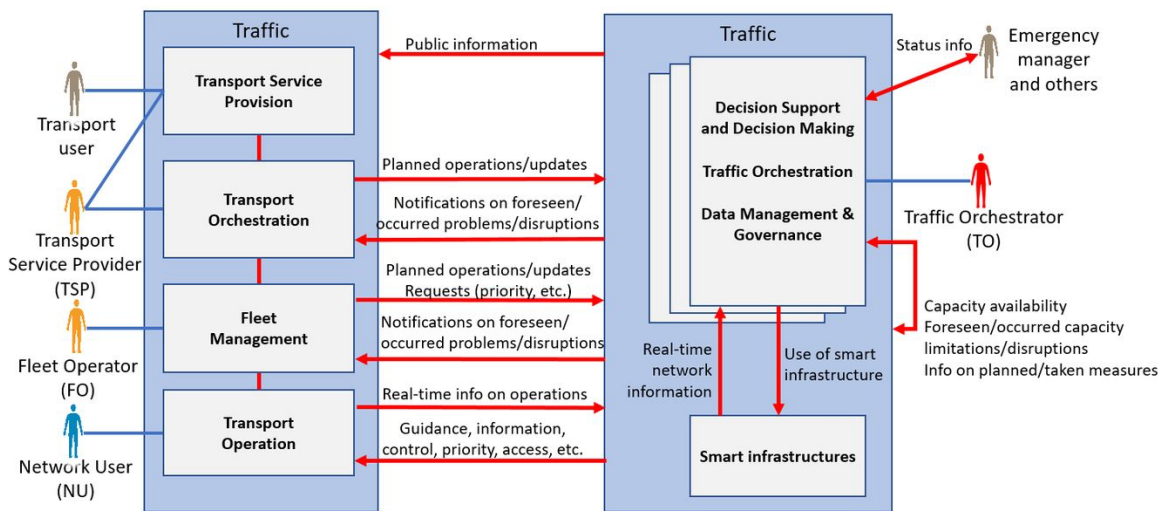 Traffic
Transport Service
Provision
Transport
Orchestration
Fleet
Management
Transport
Operation
Transport
user
Transport
Service Provider
(TSP)
Fleet Operator
(FO)
Network User
(NU)
Public information
Planned operations/updates
Notifications on foreseen/
occurred problems/disruptions
Planned operations/updates
Requests (priority, etc.)
Notifications on foreseen/
occurred problems/disruptions
Real-time info on operations
Guidance, information,
control, priority, access, etc.
Traffic
Decision Support
and Decision Making
Traffic Orchestration
Data Management &
Governance
Real-time
network
information
Use of smart
infrastructure
Smart infrastructures
Status info
Emergency
manager
and others
Traffic Orchestrator
(TO)
Capacity availability
Foreseen/occurred capacity
limitations/disruptions
Info on planned/taken measures